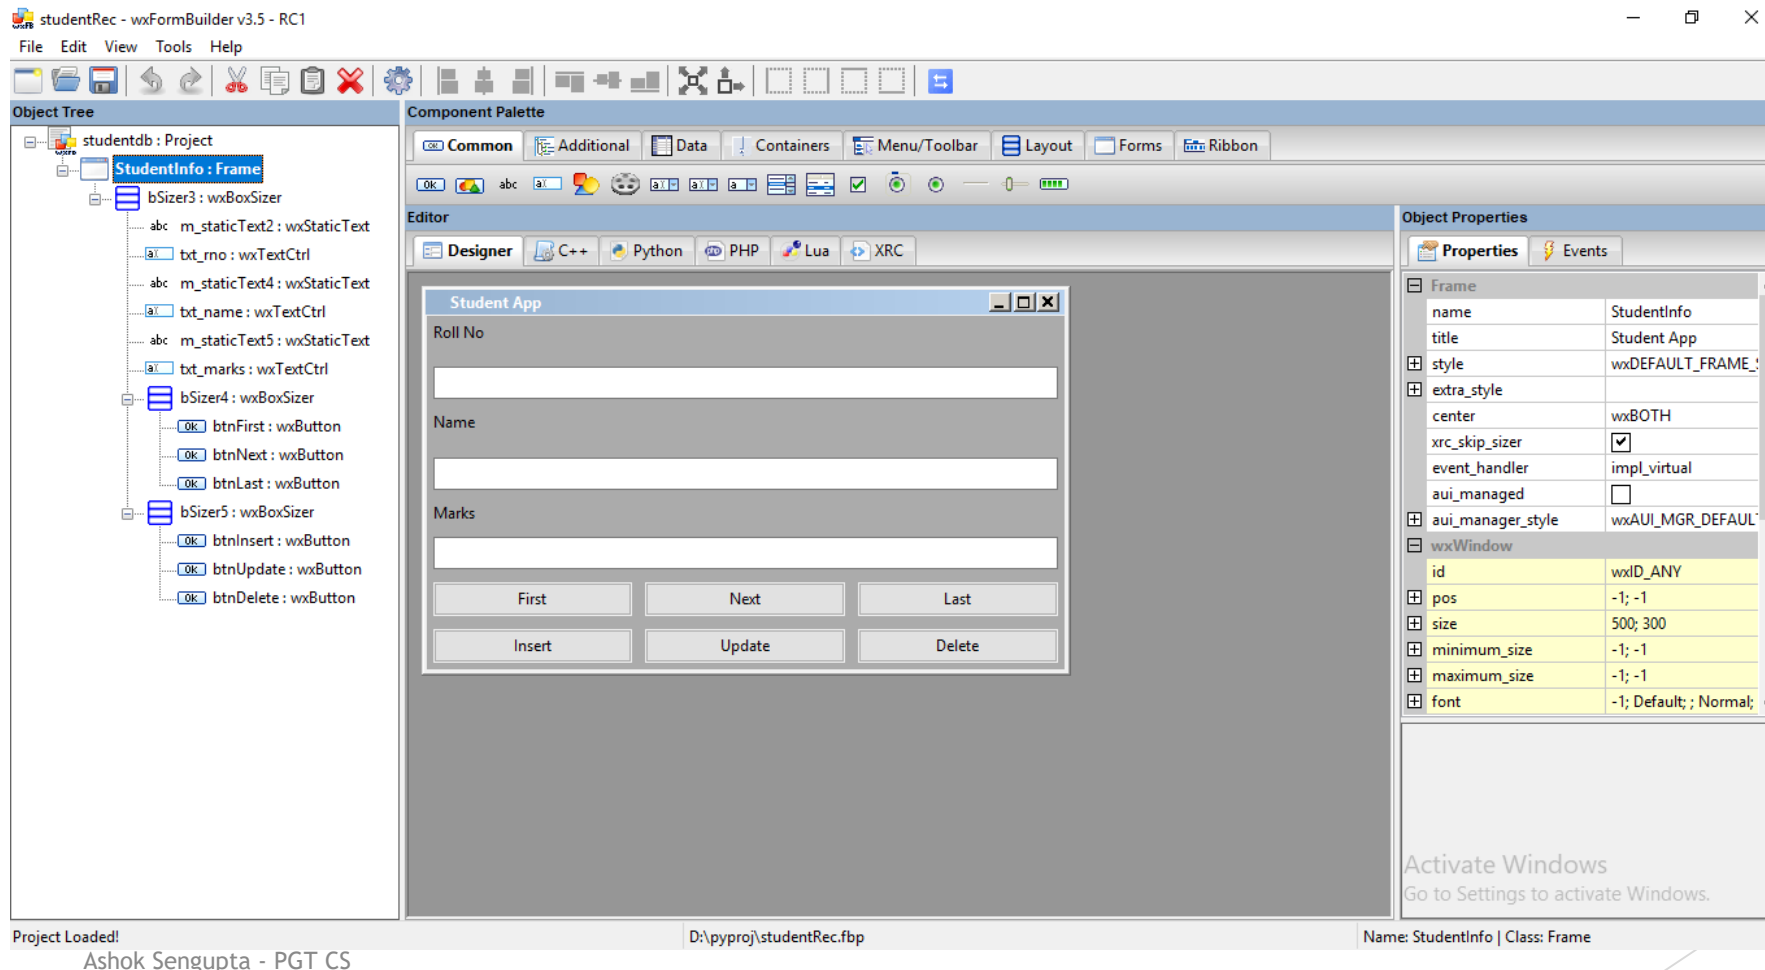 studentRec - wxFormBuilder v3.5 - RC1
File Edit View Tools Help
Object Tree
studentdb : Project
StudentInfo : Frame
bSizer3 : wxBoxSizer
abc m_staticText2 : wxStaticText
txt_rno : wxTextCtrl
abc m_staticText4 : wxStaticText
txt_name : wxTextCtrl
abc m_staticText5 : wxStaticText
txt_marks : wxTextCtrl
bSizer4 : wxBoxSizer
OK btnFirst : wxButton
OK btnNext : wxButton
OK btnLast : wxButton
bSizer5 : wxBoxSizer
OK btnInsert : wxButton
OK btnUpdate : wxButton
OK btnDelete : wxButton
Component Palette
Common Additional Data Containers Menu/Toolbar Layout Forms Ribbon
OK abc
Editor
Designer C++ Python PHP Lua XRC
Student App
Roll No
Name
Marks
First Next Last
Insert Update Delete
Object Properties
Properties Events
Frame
name StudentInfo
title Student App
style wxDEFAULT_FRAME_
extra_style
center wxBOTH
xrc_skip_sizer
event_handler impl_virtual
aui_managed
aui_manager_style wxAUI_MGR_DEFAUL
wxWindow
id wxID_ANY
pos -1; -1
size 500; 300
minimum_size -1; -1
maximum_size -1; -1
font -1; Default; ; Normal;
Activate Windows
Go to Settings to activate Windows.
Project Loaded! D:\pyproj\studentRec.fbp Name: StudentInfo | Class: Frame
Ashok Sengupta - PGT CS